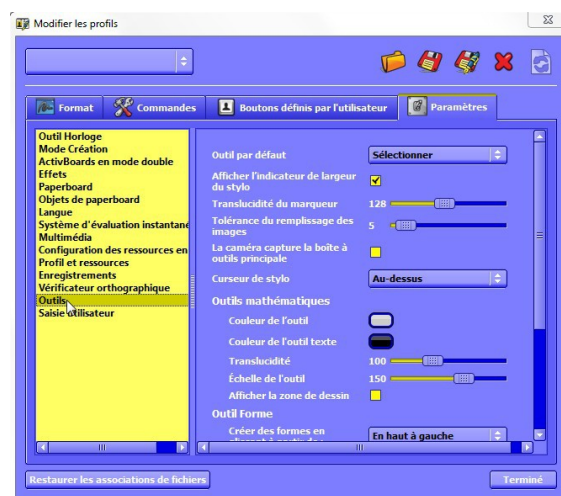 Modifier les profils
Format
Commandes
Boutons définis par l'utilisateur
Paramètres
Outil Horloge
Mode Création
ActivBoards en mode double
Effets
Paperboard
Objets de paperboard
Langue
Système d'évaluation instantané
Multimédia
Configuration des ressources en
Profil et ressources
Enregistrements
Vérificateur orthographique
Outils
Saisie utilisateur
Outil par défaut
Sélectionner
Afficher l'indicateur de largeur
du stylo
Translucidité du marqueur
128
Tolérance du remplissage des
images
5
La caméra capture la boîte à
outils principale
Curseur de stylo
Au-dessus
Outils mathématiques
Couleur de l'outil
Couleur de l'outil texte
Translucidité
100
Échelle de l'outil
150
Afficher la zone de dessin
Outil Forme
Créer des formes en
En haut à gauche
Restaurer les associations de fichiers
Terminé